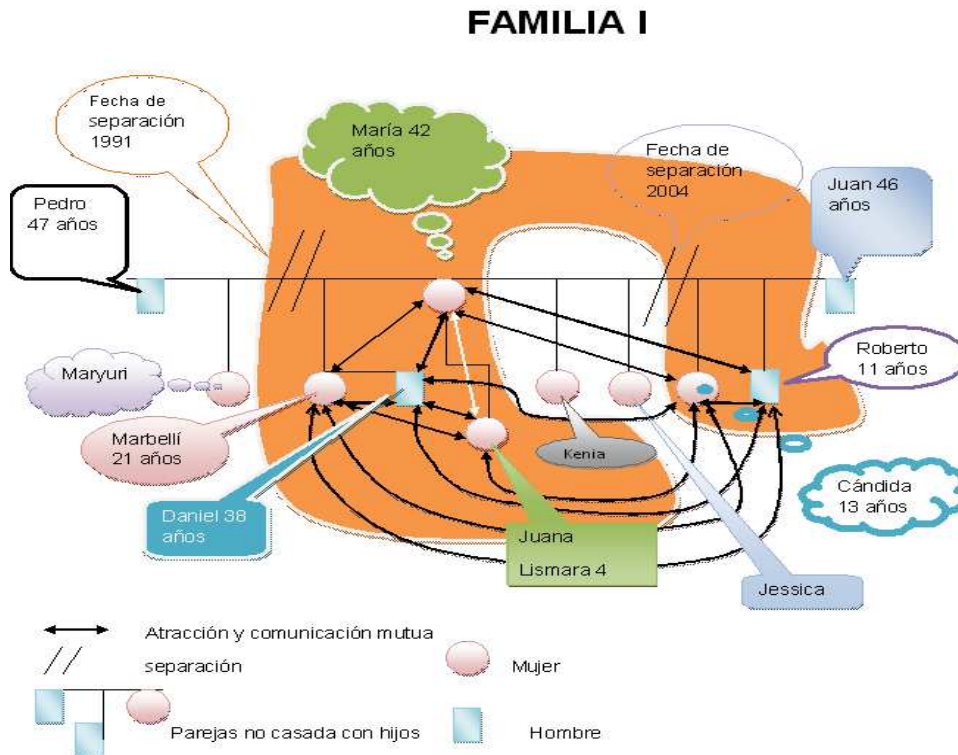 FAMILIA I
Fecha de
separación
1991
María 42
años
Fecha de
separación
2004
Juan 46
años
Pedro
47 años
Roberto
11 años
Maryuri
Marbellí
21 años
Kenia
Cándida
13 años
Daniel 38
años
Juana
Lismara 4
Jessica
Atracción y comunicación mutua
separación
Mujer
Parejas no casada con hijos
Hombre